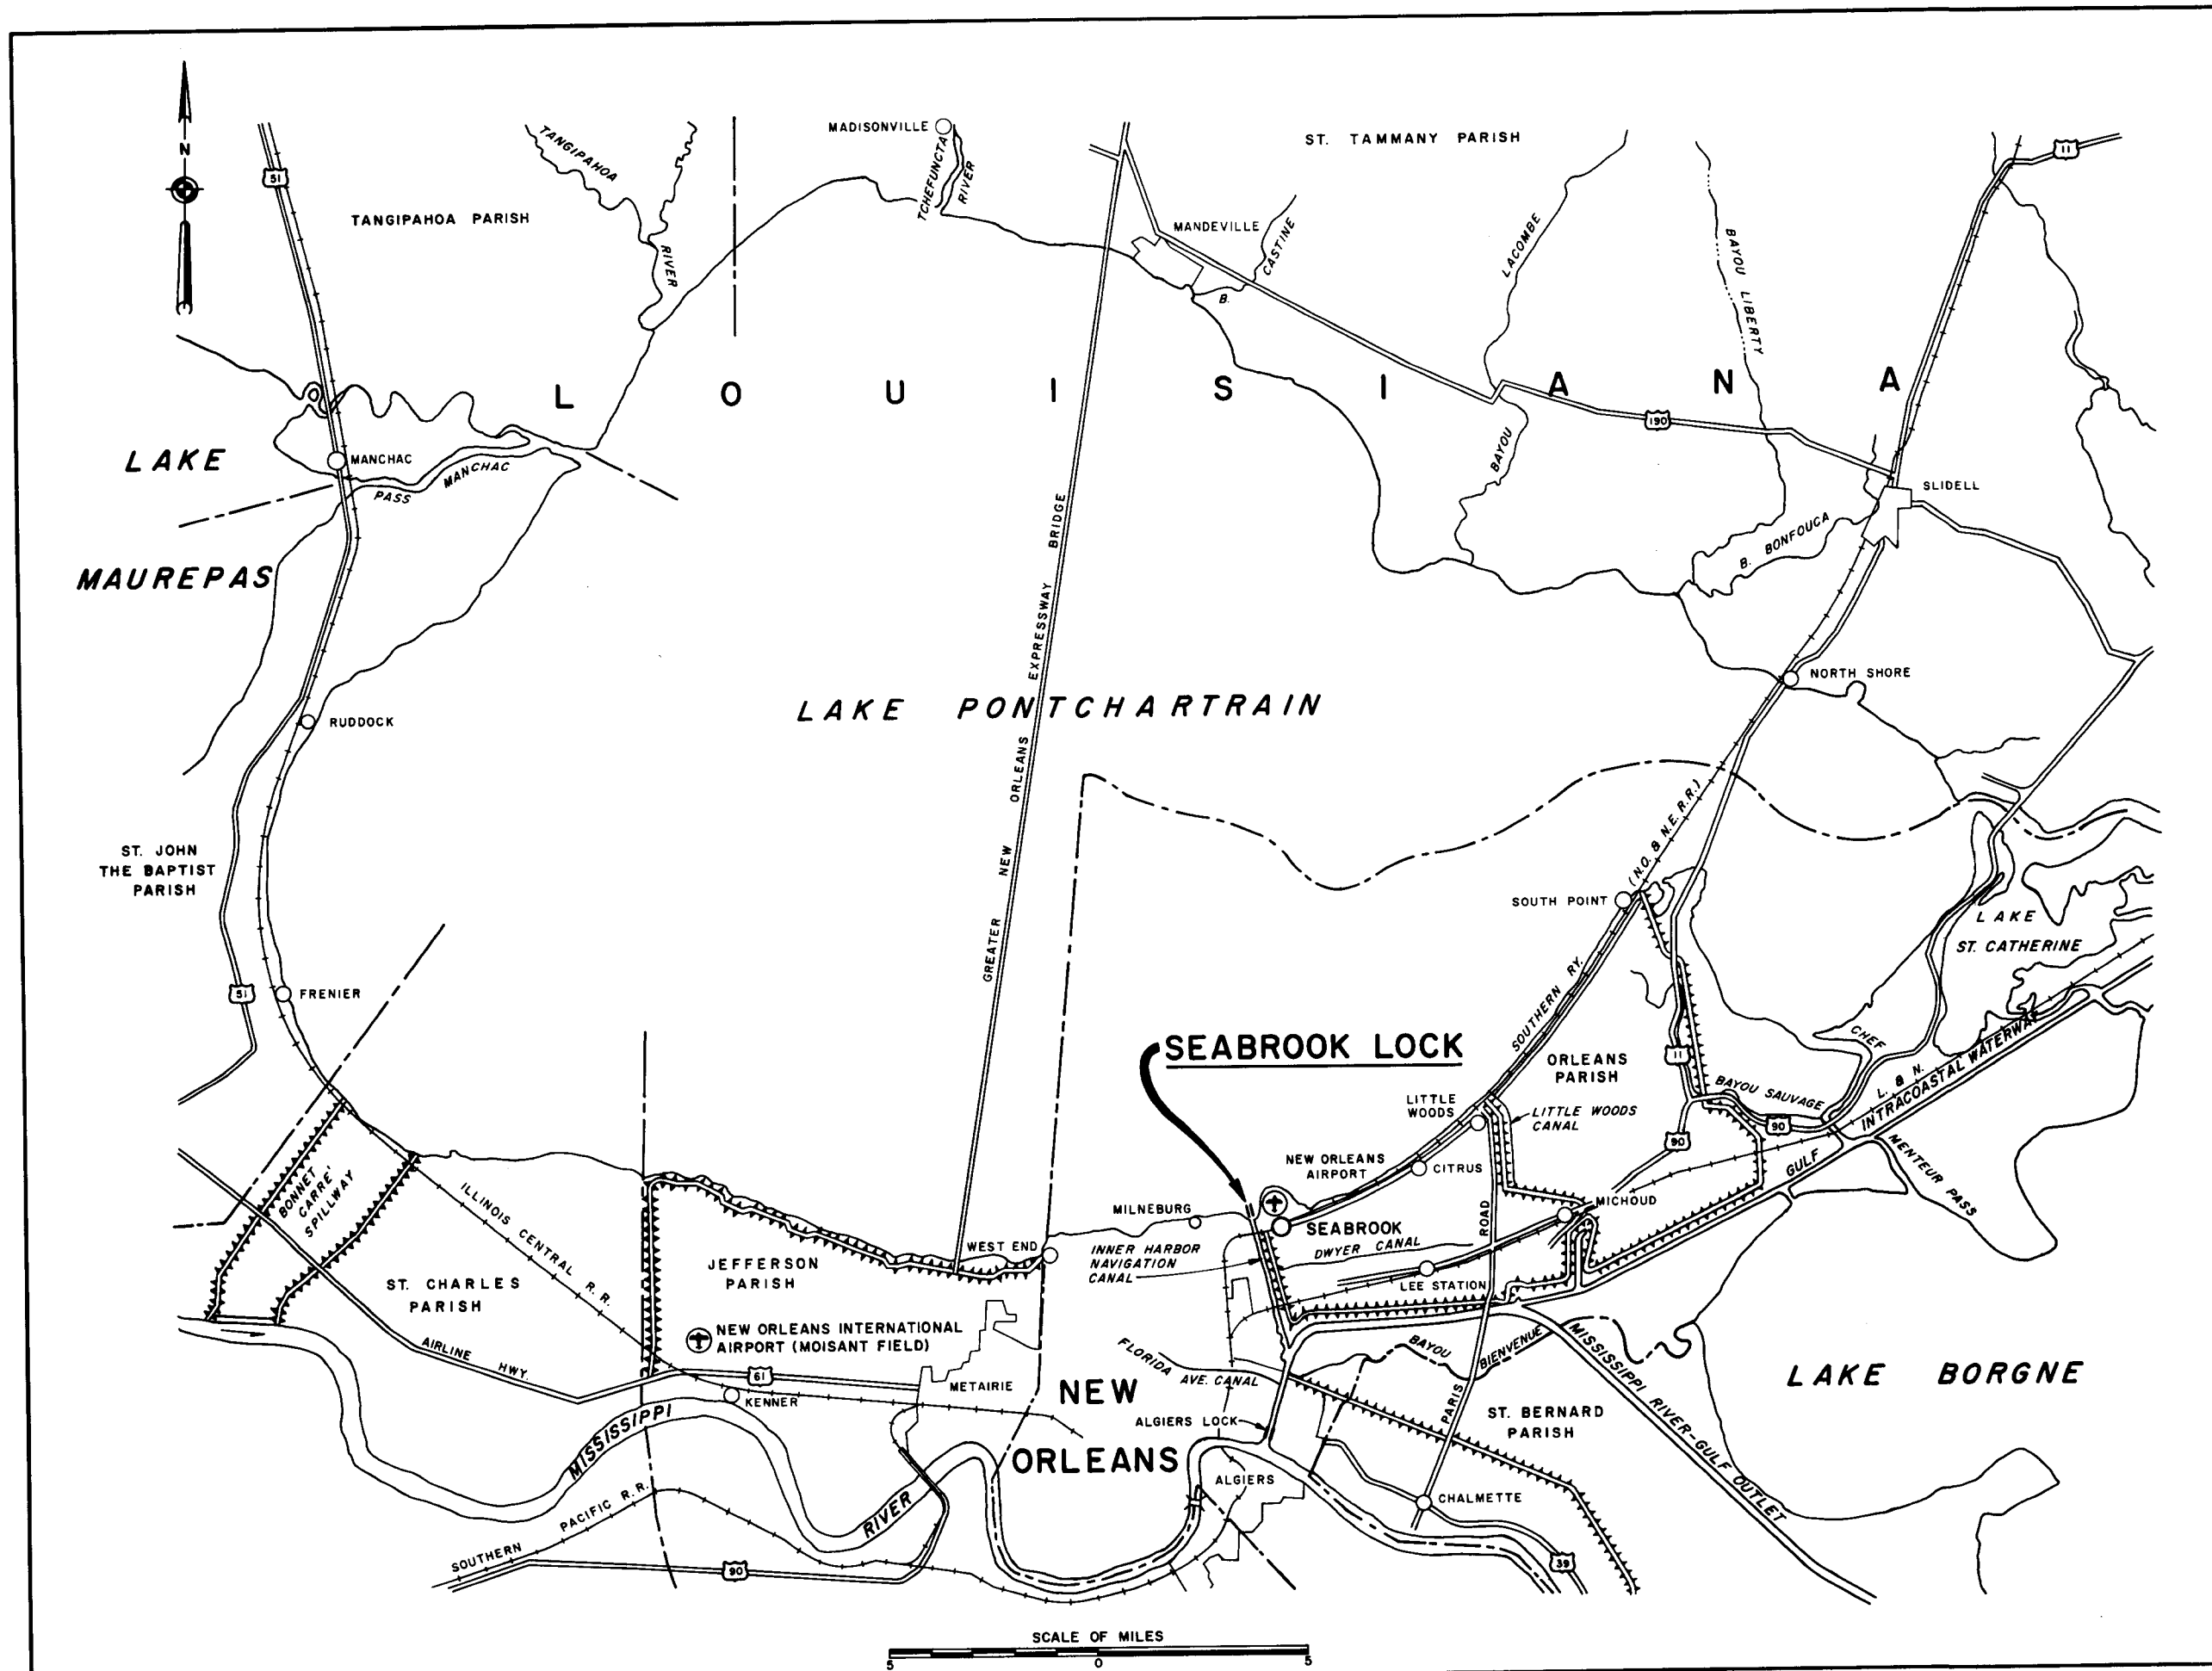 N
51
TANGIPAHOA PARISH
TANGIPAHOA
RIVER
MADISONVILLE
TCHEFUNCTA
RIVER
ST. TAMMANY PARISH
MANDEVILLE
B.
CASTINE
LACOMBE
BAYOU
BAYOU LIBERTY
11
LOUISIANA
190
LAKE
MAUREPAS
MANCHAC
PASS
MANCHAC
SLIDELL
B. BONFOUCA
NORTH SHORE
RUDDOCK
LAKE PONTCHARTRAIN
GREATER NEW ORLEANS EXPRESSWAY BRIDGE
ST. JOHN
THE BAPTIST
PARISH
51
FRENIER
(N.O. & N.E.R.R.)
SOUTH POINT
SOUTHERN RY.
LAKE
ST. CATHERINE
SEABROOK LOCK
ORLEANS
PARISH
11
CHEF
MENTEUR PASS
BAYOU SAUVAGE
L. & N.
GULF
INTRACOASTAL WATERWAY
90
90
LITTLE
WOODS
LITTLE WOODS
CANAL
NEW ORLEANS
AIRPORT
CITRUS
MICHOUD
BONNET
CARRE'
SPILLWAY
ILLINOIS CENTRAL R. R.
ST. CHARLES
PARISH
AIRLINE HWY.
JEFFERSON
PARISH
WEST END
MILNEBURG
INNER HARBOR
NAVIGATION
CANAL
SEABROOK
DWYER CANAL
LEE STATION
PARIS
ROAD
NEW ORLEANS INTERNATIONAL
AIRPORT (MOISANT FIELD)
61
KENNER
METAIRIE
NEW
ORLEANS
FLORIDA
AVE. CANAL
BAYOU
BIENVENUE
ALGIERS LOCK
ALGIERS
MISSISSIPPI
RIVER
SOUTHERN
PACIFIC R.R.
90
ST. BERNARD
PARISH
CHALMETTE
39
MISSISSIPPI RIVER-GULF OUTLET
LAKE BORGNE
SCALE OF MILES
5
0
5